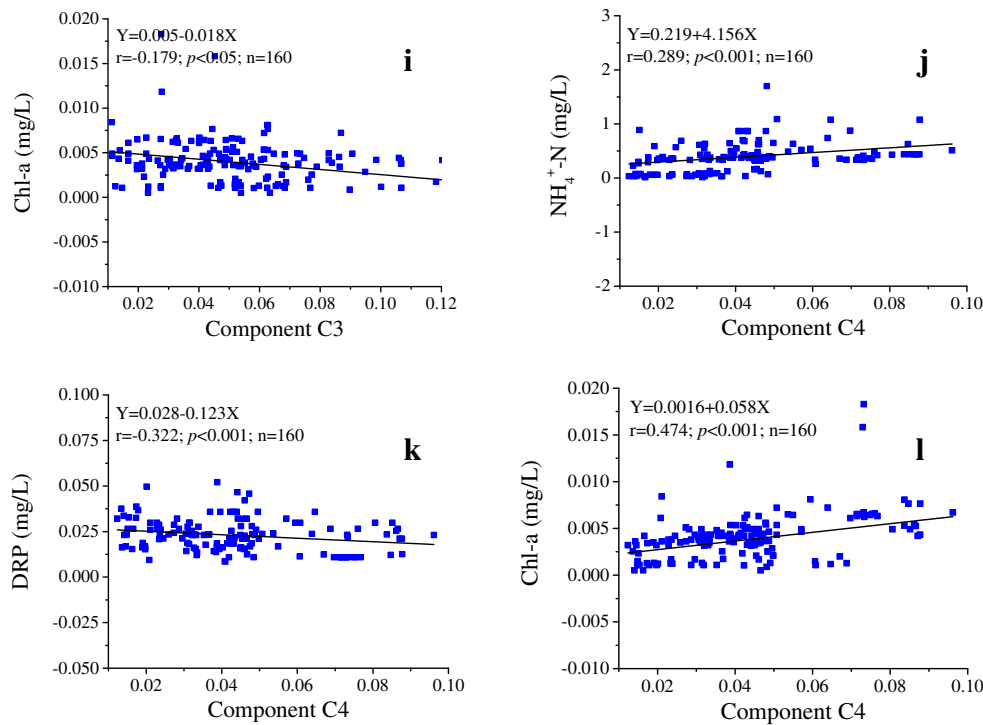 Y=0.005-0.018X
r=-0.179; p<0.05; n=160
i
Chl-a (mg/L)
0.020
0.015
0.010
0.005
0.000
-0.005
-0.010
0.02 0.04 0.06 0.08 0.10 0.12
Component C3
Y=0.219+4.156X
r=0.289; p<0.001; n=160
j
NH₄⁺-N (mg/L)
3
2
1
0
-1
-2
0.02 0.04 0.06 0.08 0.10
Component C4
Y=0.028-0.123X
r=-0.322; p<0.001; n=160
k
DRP (mg/L)
0.100
0.075
0.050
0.025
0.000
-0.025
-0.050
0.02 0.04 0.06 0.08 0.10
Component C4
Y=0.0016+0.058X
r=0.474; p<0.001; n=160
l
Chl-a (mg/L)
0.020
0.015
0.010
0.005
0.000
-0.005
-0.010
0.02 0.04 0.06 0.08 0.10
Component C4